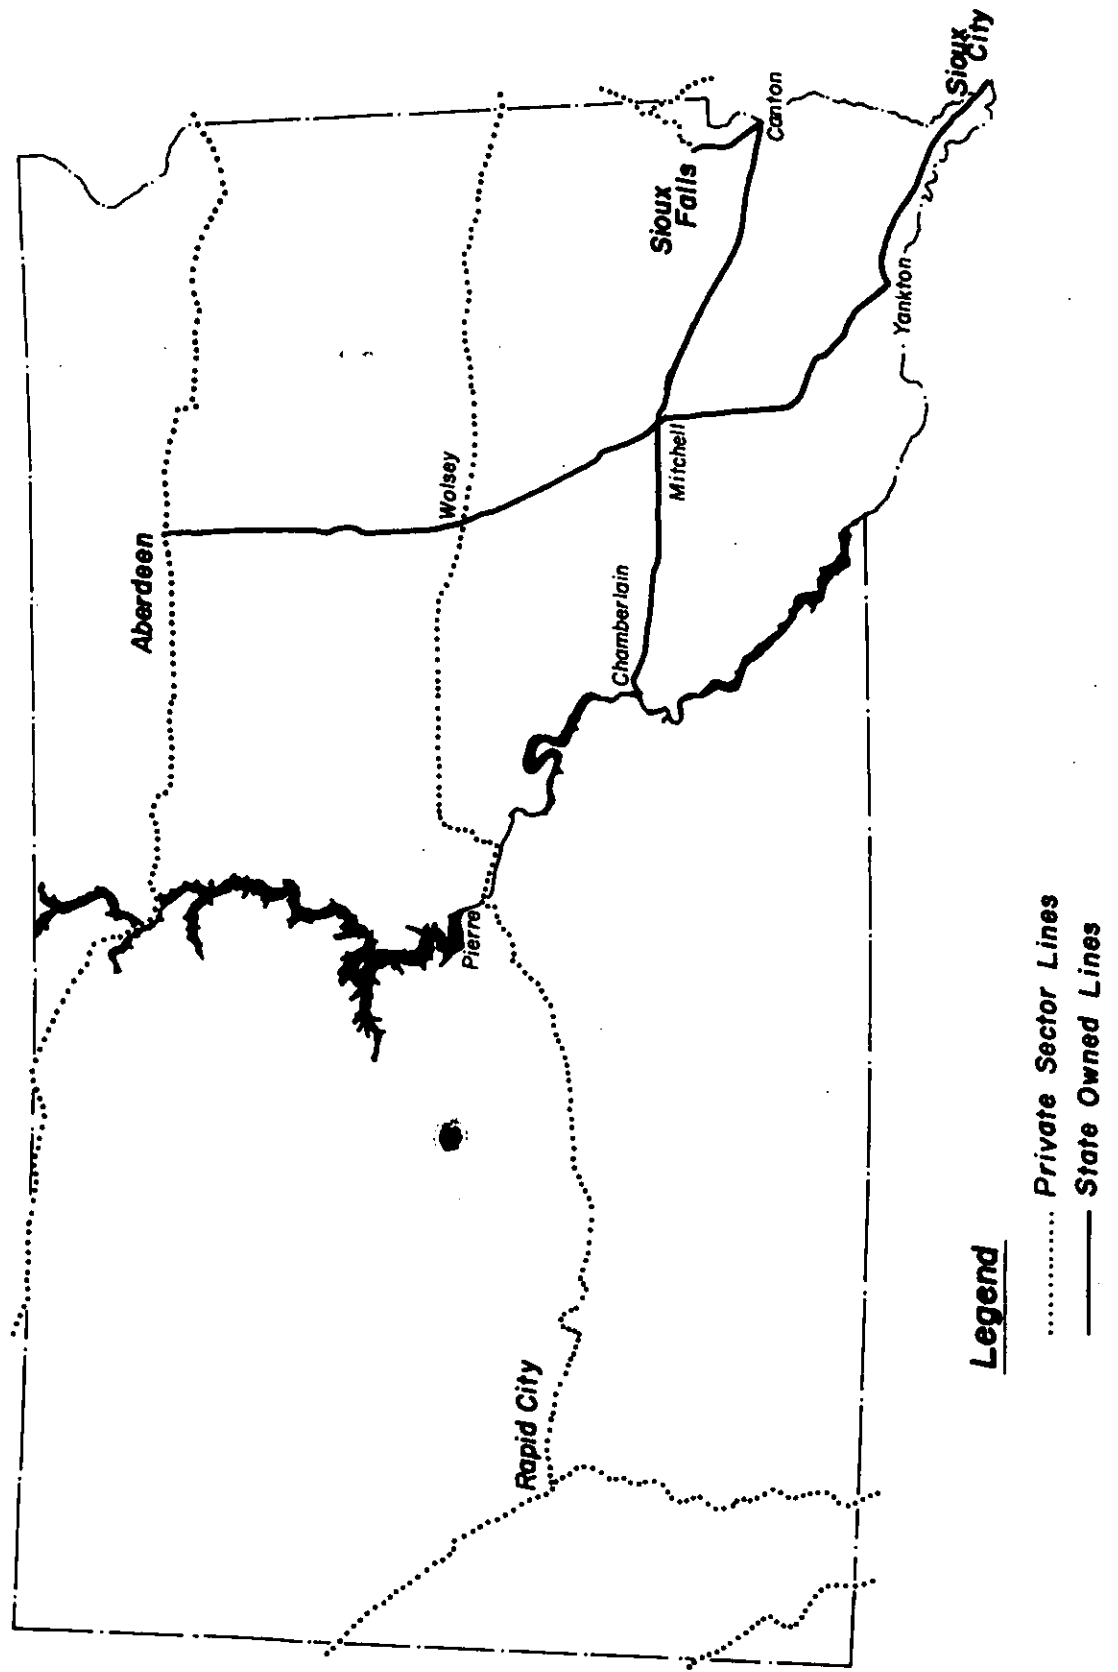 Aberdeen
Wolsey
Pierre
Rapid City
Chamberlain
Mitchell
Sioux
Falls
Canton
Yankton
Sioux
City
Legend
Private Sector Lines
State Owned Lines